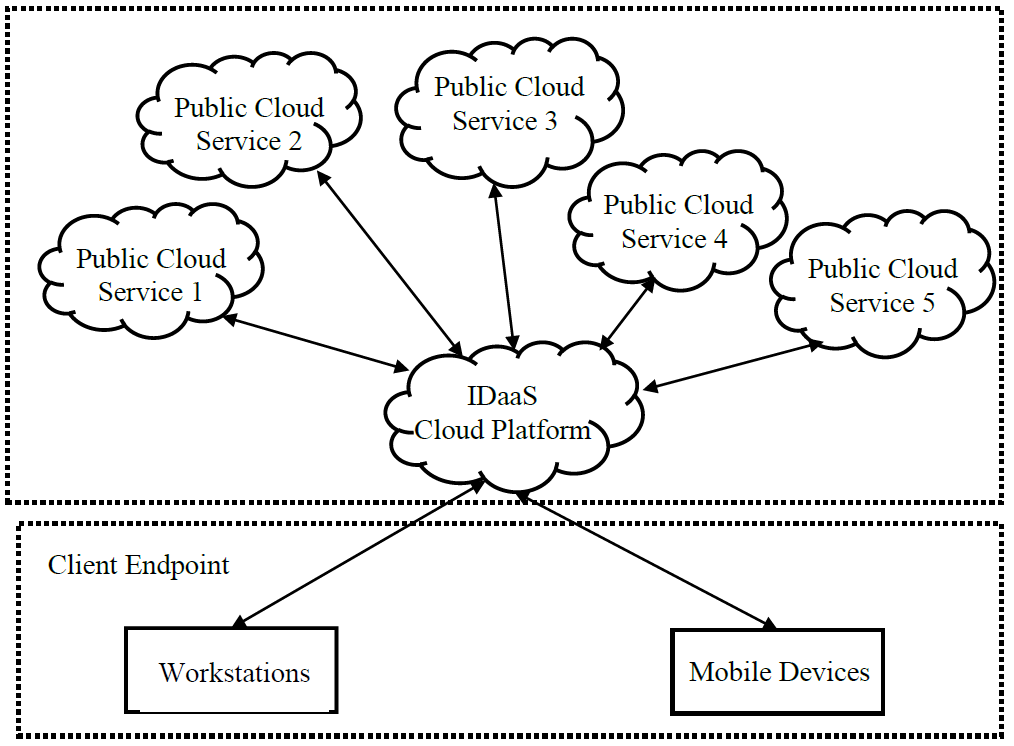 Public Cloud
Service 2
Public Cloud
Service 3
Public Cloud
Service 4
Public Cloud
Service 1
Public Cloud
Service 5
IDaaS
Cloud Platform
Client Endpoint
Workstations
Mobile Devices